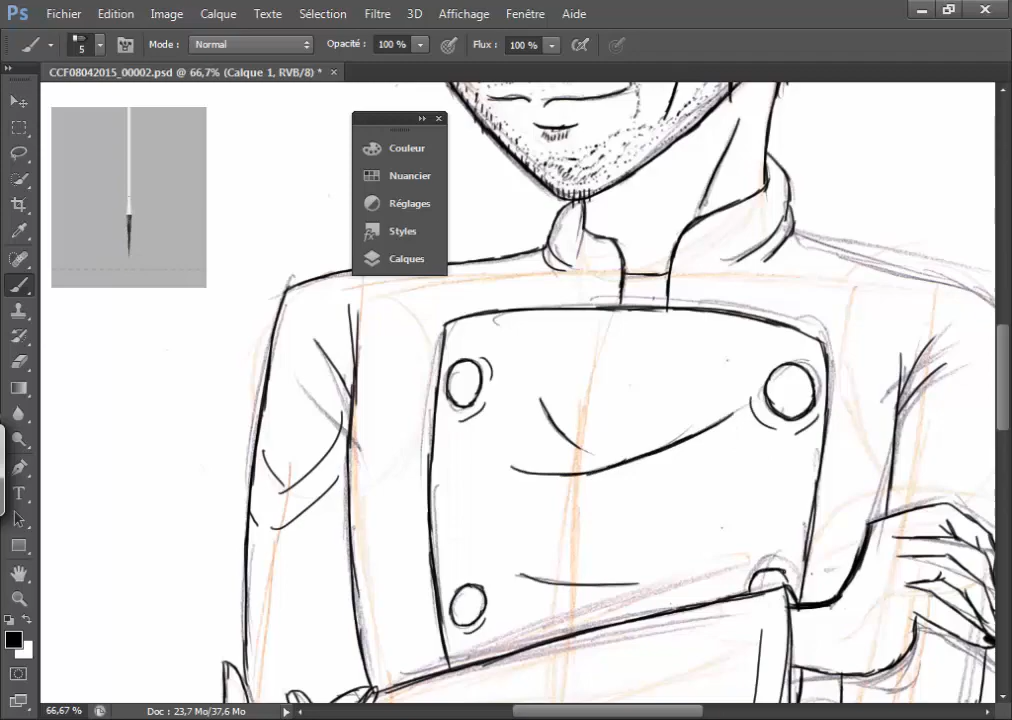 Ps Fichier Edition Image Calque Texte Sélection Filtre 3D Affichage Fenêtre Aide
5 Mode : Normal Opacité : 100 % Flux : 100 %
CCF08042015_00002.psd @ 66,7% (Calque 1, RVB/8) *
Couleur
Nuancier
Réglages
Styles
Calques
66,67 % Doc : 23,7 Mo/37,6 Mo